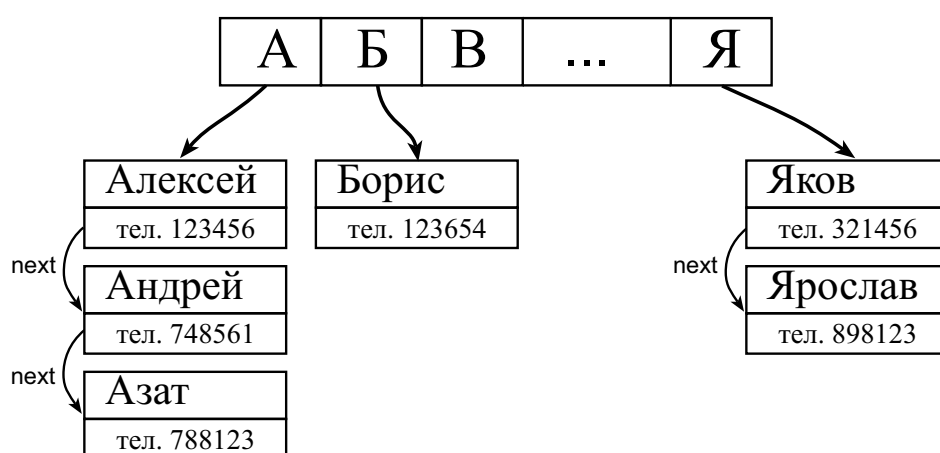 А Б В ... Я
Алексей
тел. 123456
Борис
тел. 123654
Яков
тел. 321456
next
Андрей
тел. 748561
next
Ярослав
тел. 898123
next
Азат
тел. 788123